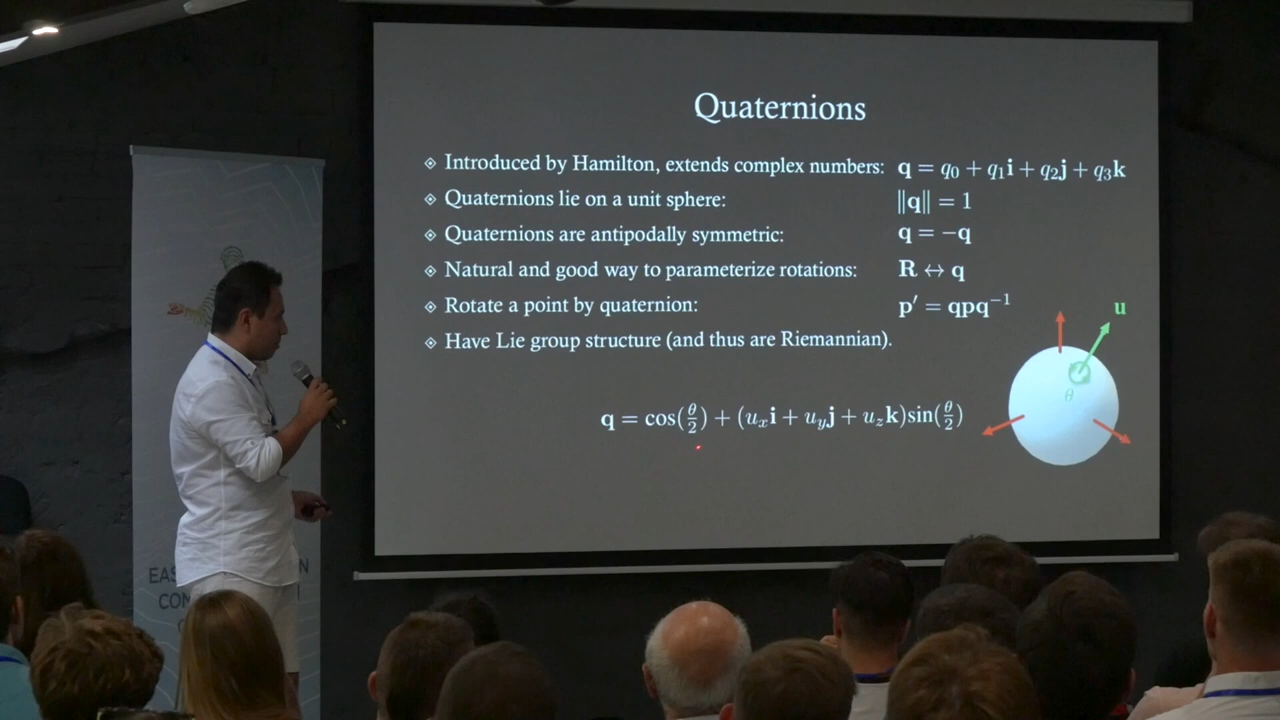 Quaternions
Introduced by Hamilton, extends complex numbers: q = q₀ + q₁i + q₂j + q₃k
Quaternions lie on a unit sphere: ‖q‖ = 1
Quaternions are antipodally symmetric: q = −q
Natural and good way to parameterize rotations: R ↔ q
Rotate a point by quaternion: p′ = qpq⁻¹
Have Lie group structure (and thus are Riemannian).
u
θ
q = cos(θ/2) + (uₓi + u_yj + u_zk)sin(θ/2)